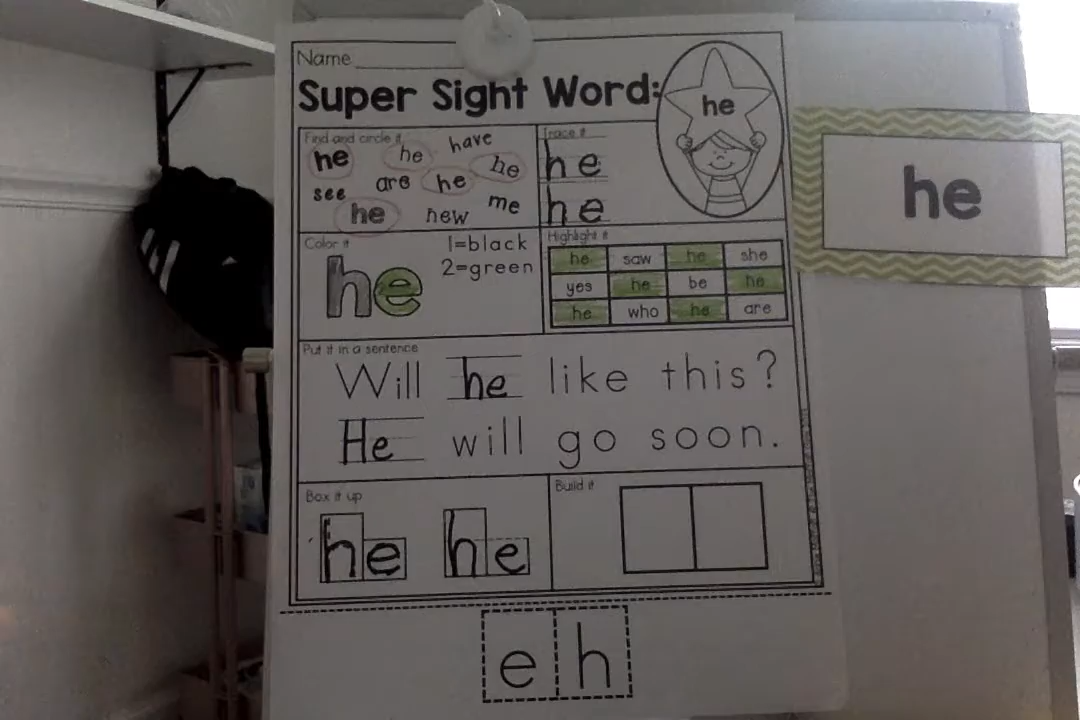 Name
Super Sight Word:
he
Find and circle it
he he have he
see are he
he new me
Trace it
he
he
Color it
1=black
2=green
he
Highlight it
he saw he she
yes he be he
he who he are
Put it in a sentence
Will he like this?
He will go soon.
Box it up
he he
Build it
e h
he